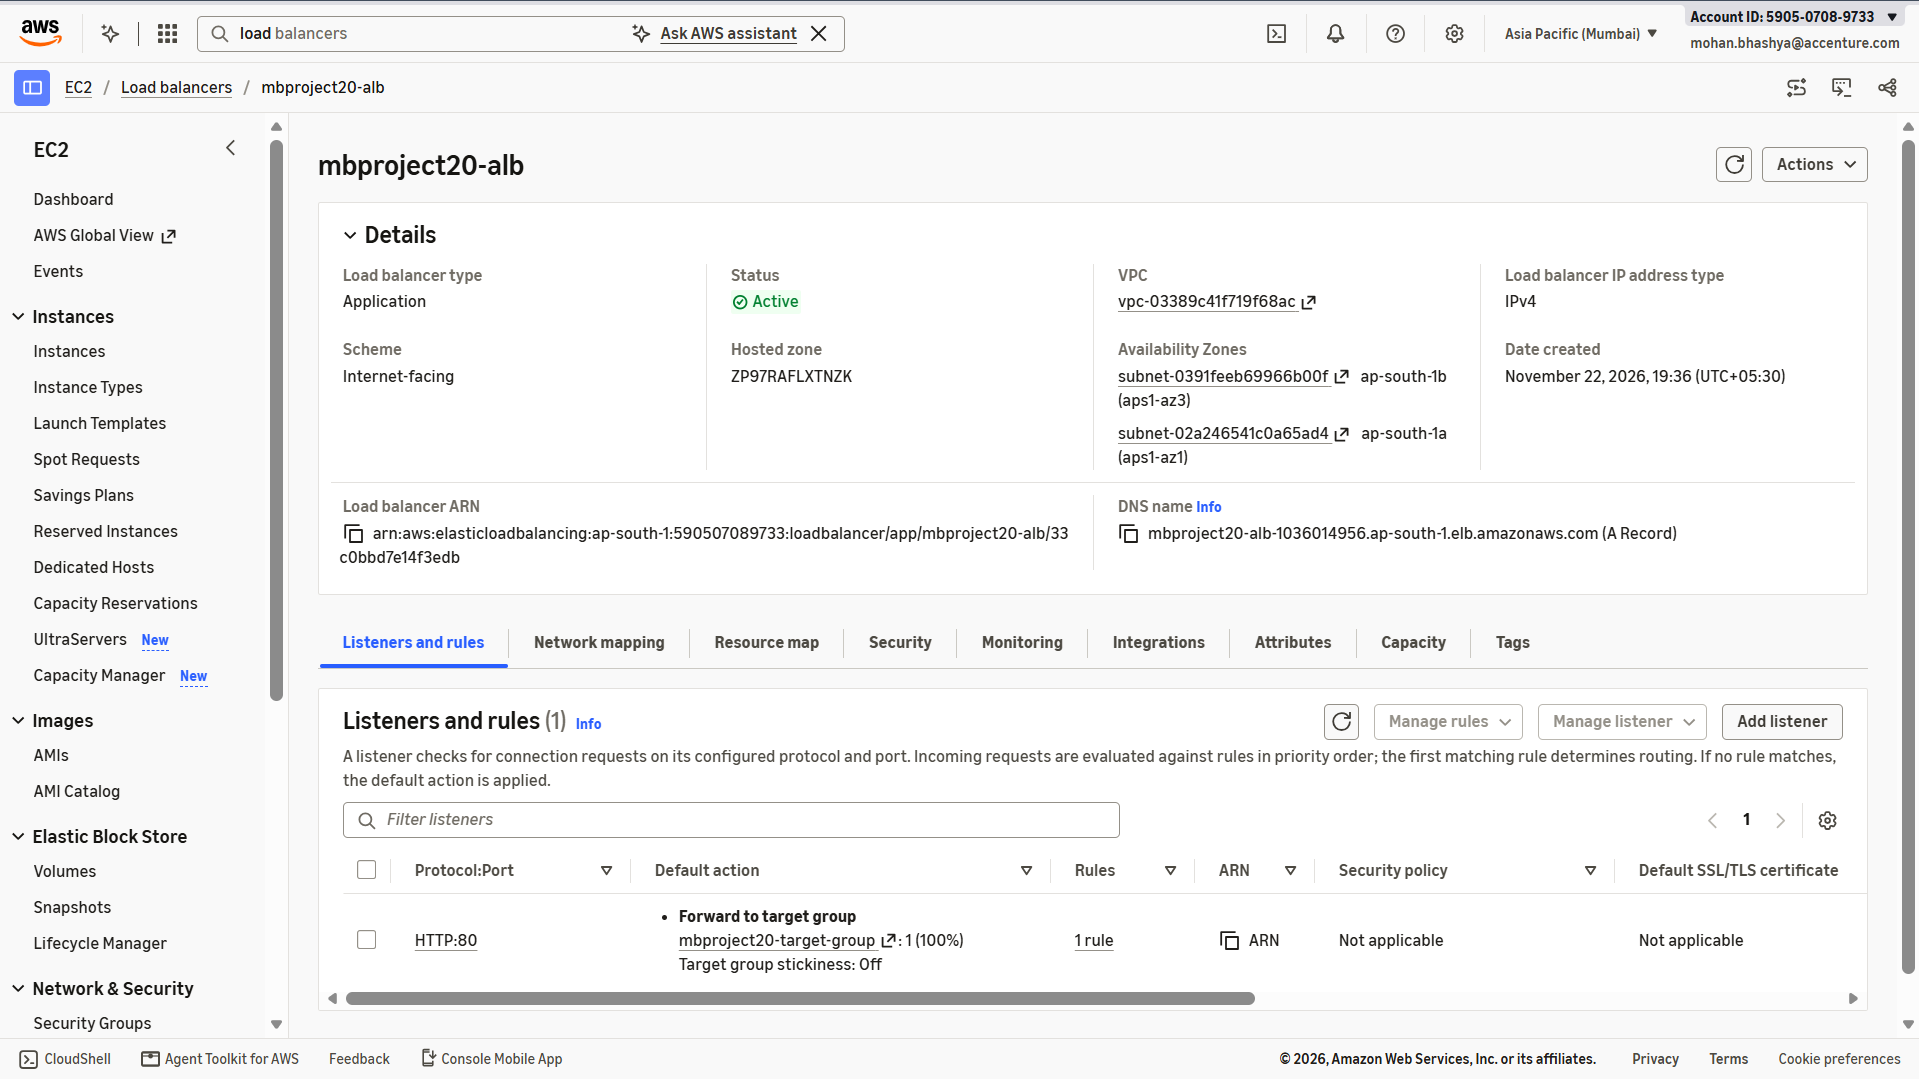 aws
load balancers
Ask AWS assistant
Asia Pacific (Mumbai)
Account ID: 5905-0708-9733
mohan.bhashya@accenture.com
EC2 / Load balancers / mbproject20-alb
EC2
Dashboard
AWS Global View
Events
Instances
Instances
Instance Types
Launch Templates
Spot Requests
Savings Plans
Reserved Instances
Dedicated Hosts
Capacity Reservations
UltraServers New
Capacity Manager New
Images
AMIs
AMI Catalog
Elastic Block Store
Volumes
Snapshots
Lifecycle Manager
Network & Security
Security Groups
mbproject20-alb
Actions
Details
Load balancer type
Application
Status
Active
VPC
vpc-03389c41f719f68ac
Load balancer IP address type
IPv4
Scheme
Internet-facing
Hosted zone
ZP97RAFLXTNZK
Availability Zones
subnet-0391feeb69966b00f ap-south-1b
(aps1-az3)
subnet-02a246541c0a65ad4 ap-south-1a
(aps1-az1)
Date created
November 22, 2026, 19:36 (UTC+05:30)
Load balancer ARN
arn:aws:elasticloadbalancing:ap-south-1:590507089733:loadbalancer/app/mbproject20-alb/33
c0bbd7e14f3edb
DNS name Info
mbproject20-alb-1036014956.ap-south-1.elb.amazonaws.com (A Record)
Listeners and rules
Network mapping
Resource map
Security
Monitoring
Integrations
Attributes
Capacity
Tags
Listeners and rules (1) Info
Manage rules
Manage listener
Add listener
A listener checks for connection requests on its configured protocol and port. Incoming requests are evaluated against rules in priority order; the first matching rule determines routing. If no rule matches,
the default action is applied.
Filter listeners
1
Protocol:Port
Default action
Rules
ARN
Security policy
Default SSL/TLS certificate
HTTP:80
• Forward to target group
mbproject20-target-group : 1 (100%)
Target group stickiness: Off
1 rule
ARN
Not applicable
Not applicable
CloudShell
Agent Toolkit for AWS
Feedback
Console Mobile App
© 2026, Amazon Web Services, Inc. or its affiliates.
Privacy
Terms
Cookie preferences